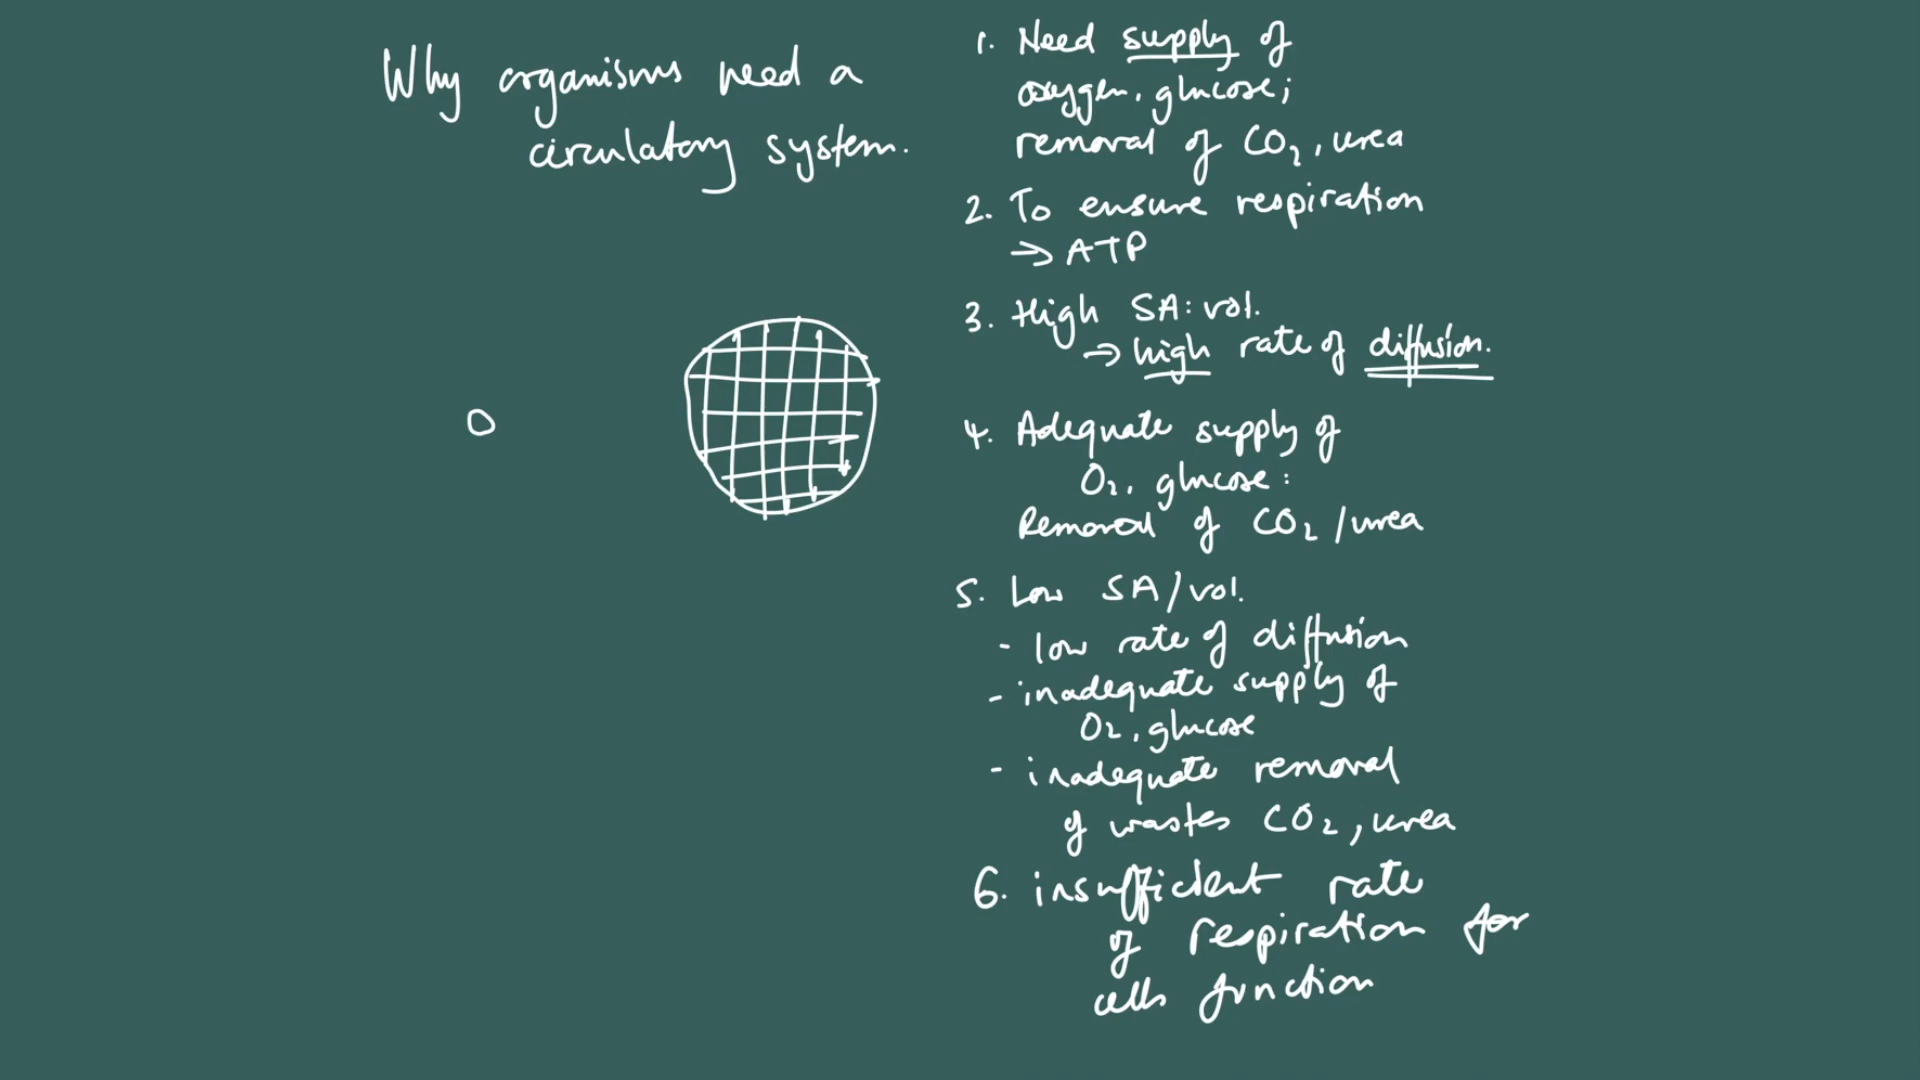 Why organisms need a
circulatory system.
1. Need supply of
oxygen, glucose;
removal of CO2, urea
2. To ensure respiration
→ ATP
3. High SA: vol.
→ high rate of diffusion.
4. Adequate supply of
O2, glucose:
Removal of CO2 / urea
5. Low SA/vol.
- low rate of diffusion
- inadequate supply of
O2, glucose
- inadequate removal
of wastes CO2, urea
6. insufficient rate
of respiration for
cells function